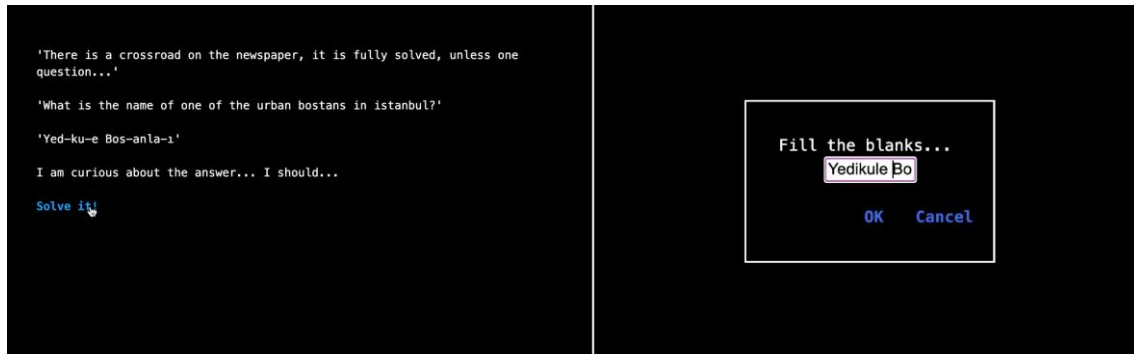 'There is a crossroad on the newspaper, it is fully solved, unless one
question...'
'What is the name of one of the urban bostans in istanbul?'
'Yed-ku-e Bos-anla-ı'
I am curious about the answer... I should...
Solve it!
Fill the blanks...
Yedikule Bo
OK Cancel